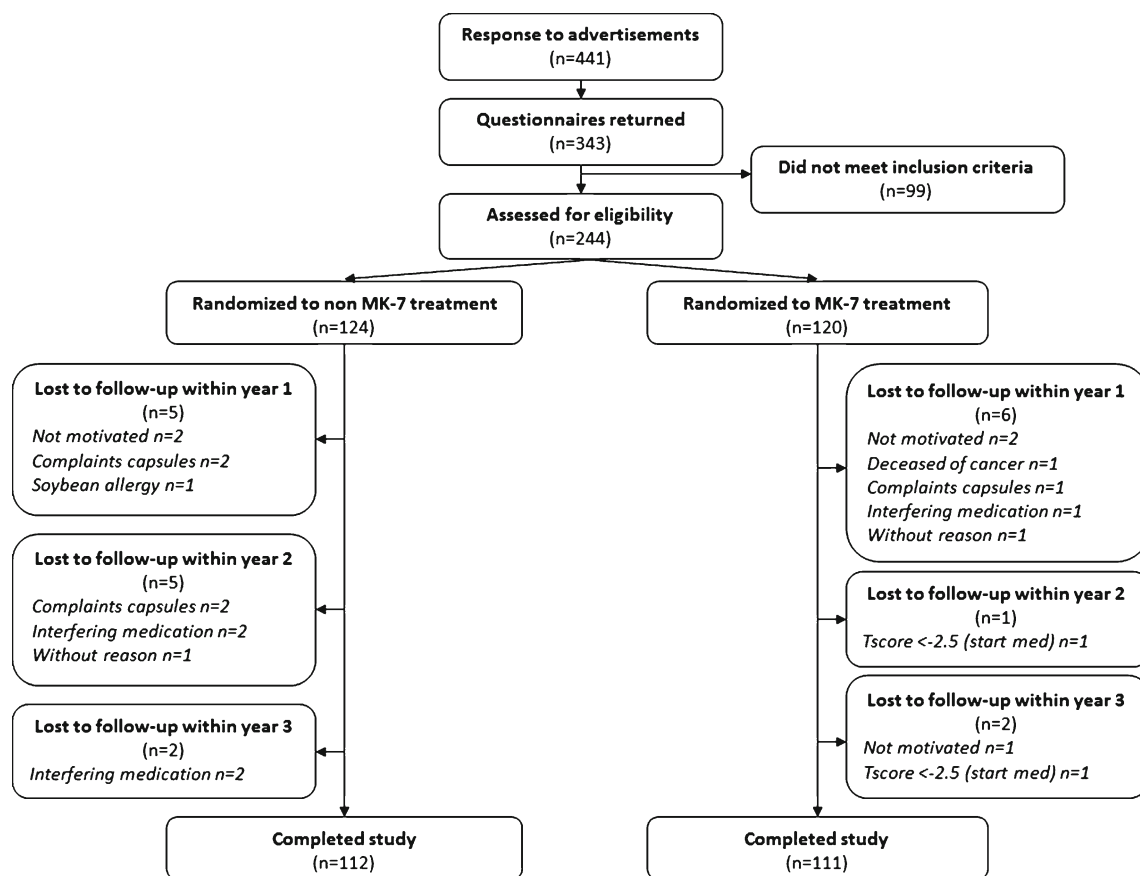 Response to advertisements
(n=441)
Questionnaires returned
(n=343)
Did not meet inclusion criteria
(n=99)
Assessed for eligibility
(n=244)
Randomized to non MK-7 treatment
(n=124)
Randomized to MK-7 treatment
(n=120)
Lost to follow-up within year 1
(n=5)
Not motivated n=2
Complaints capsules n=2
Soybean allergy n=1
Lost to follow-up within year 1
(n=6)
Not motivated n=2
Deceased of cancer n=1
Complaints capsules n=1
Interfering medication n=1
Without reason n=1
Lost to follow-up within year 2
(n=5)
Complaints capsules n=2
Interfering medication n=2
Without reason n=1
Lost to follow-up within year 2
(n=1)
Tscore <-2.5 (start med) n=1
Lost to follow-up within year 3
(n=2)
Interfering medication n=2
Lost to follow-up within year 3
(n=2)
Not motivated n=1
Tscore <-2.5 (start med) n=1
Completed study
(n=112)
Completed study
(n=111)